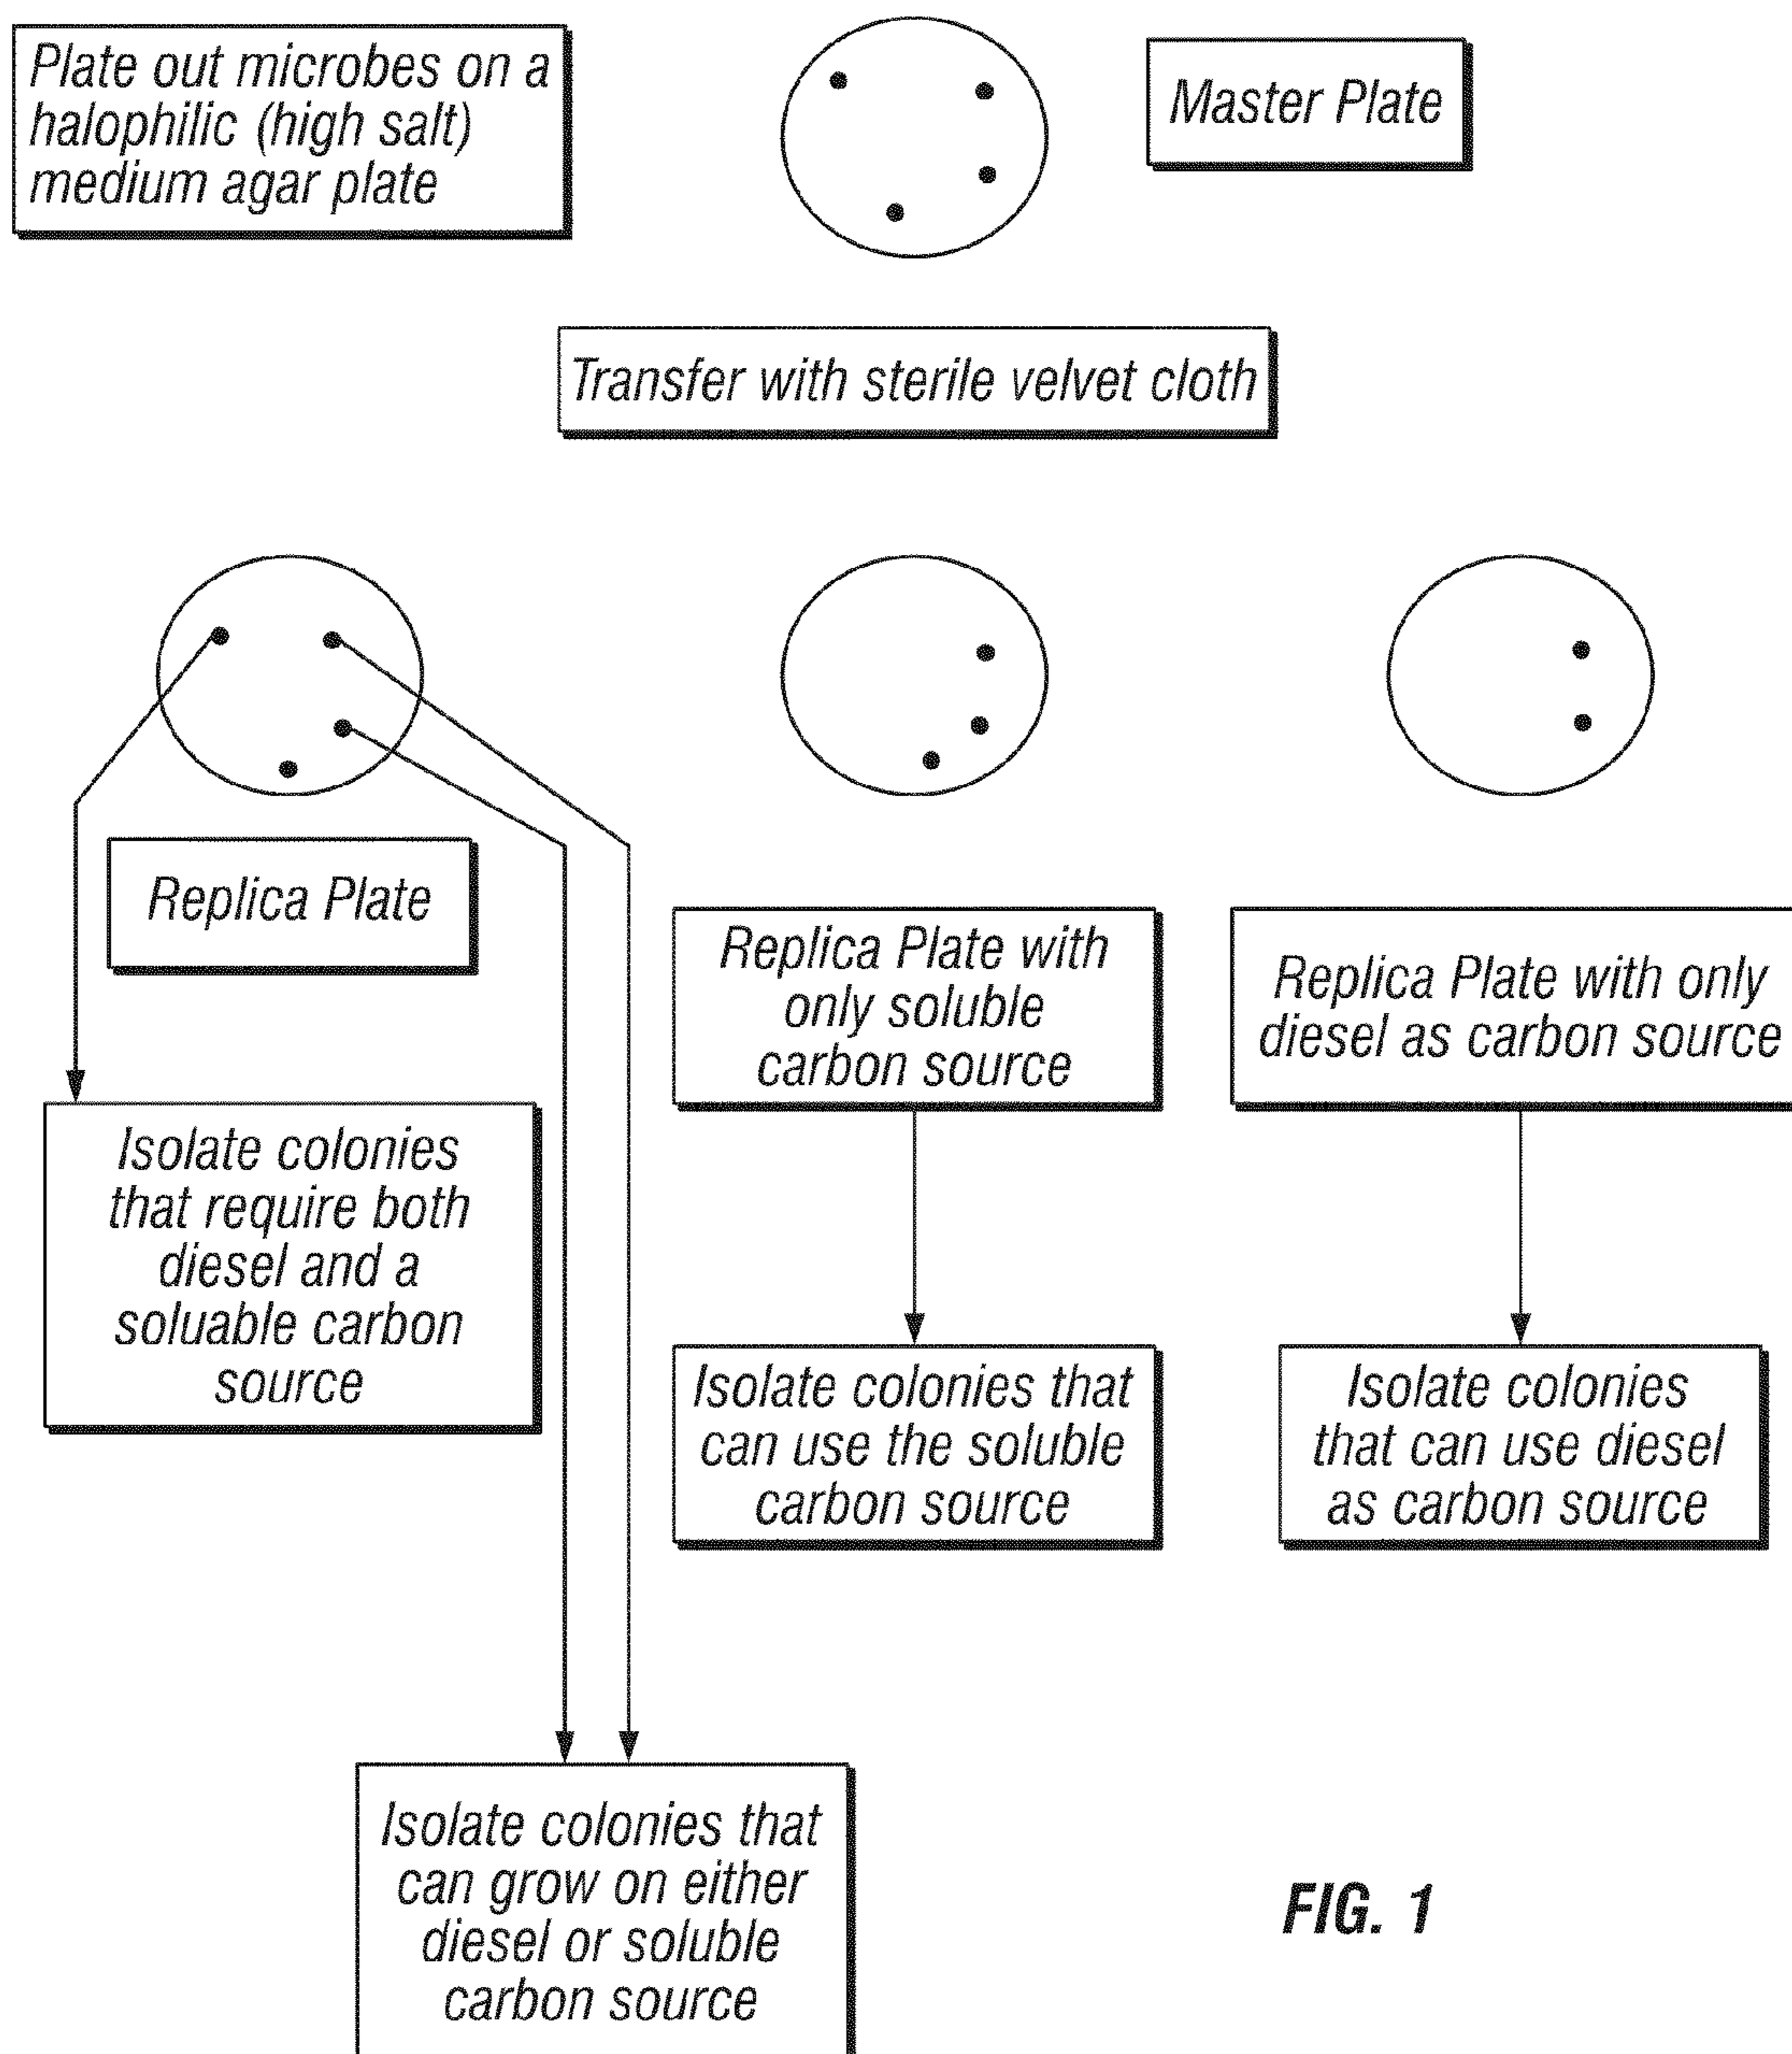 Plate out microbes on a
halophilic (high salt)
medium agar plate
Master Plate
Transfer with sterile velvet cloth
Replica Plate
Replica Plate with
only soluble
carbon source
Replica Plate with only
diesel as carbon source
Isolate colonies
that require both
diesel and a
soluable carbon
source
Isolate colonies that
can use the soluble
carbon source
Isolate colonies
that can use diesel
as carbon source
Isolate colonies that
can grow on either
diesel or soluble
carbon source
FIG. 1